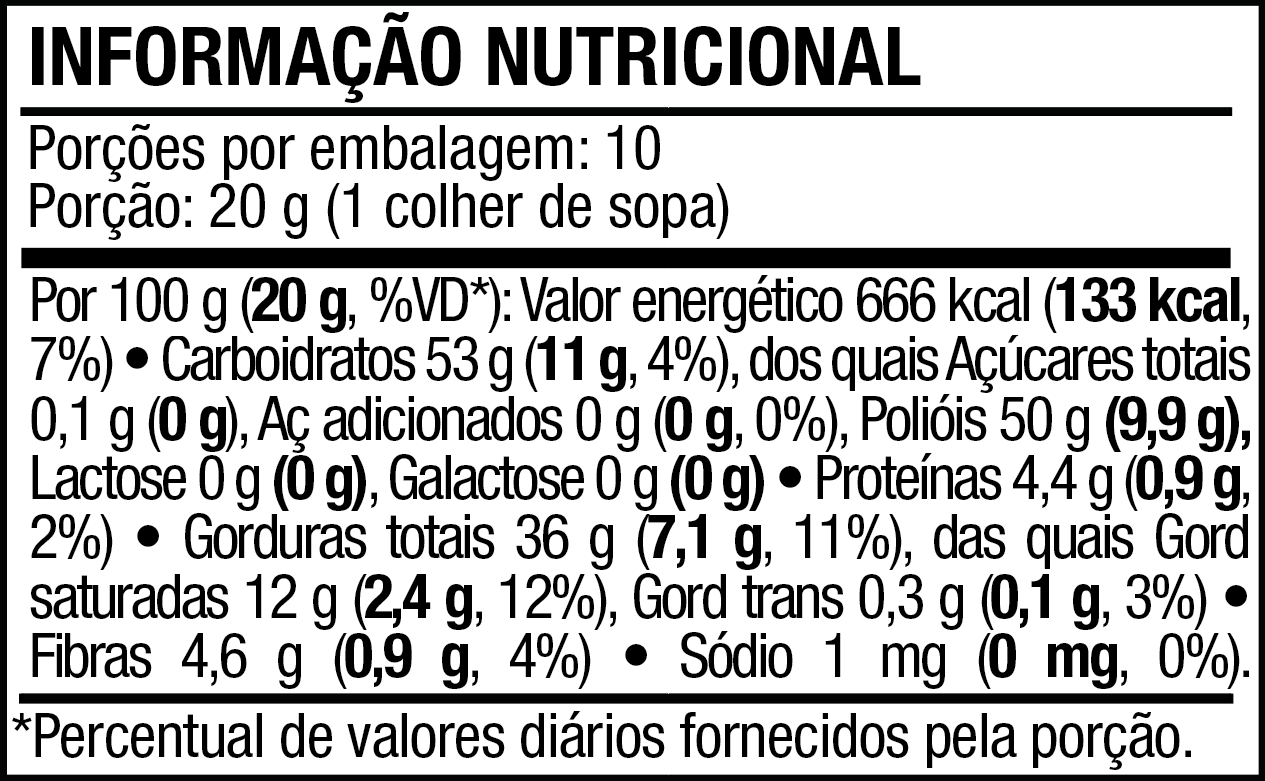 INFORMAÇÃO NUTRICIONAL
Porções por embalagem: 10
Porção: 20 g (1 colher de sopa)
Por 100 g (20 g, %VD*): Valor energético 666 kcal (133 kcal,
7%) • Carboidratos 53 g (11 g, 4%), dos quais Açúcares totais
0,1 g (0 g), Aç adicionados 0 g (0 g, 0%), Polióis 50 g (9,9 g),
Lactose 0 g (0 g), Galactose 0 g (0 g) • Proteínas 4,4 g (0,9 g,
2%) • Gorduras totais 36 g (7,1 g, 11%), das quais Gord
saturadas 12 g (2,4 g, 12%), Gord trans 0,3 g (0,1 g, 3%) •
Fibras 4,6 g (0,9 g, 4%) • Sódio 1 mg (0 mg, 0%).
*Percentual de valores diários fornecidos pela porção.